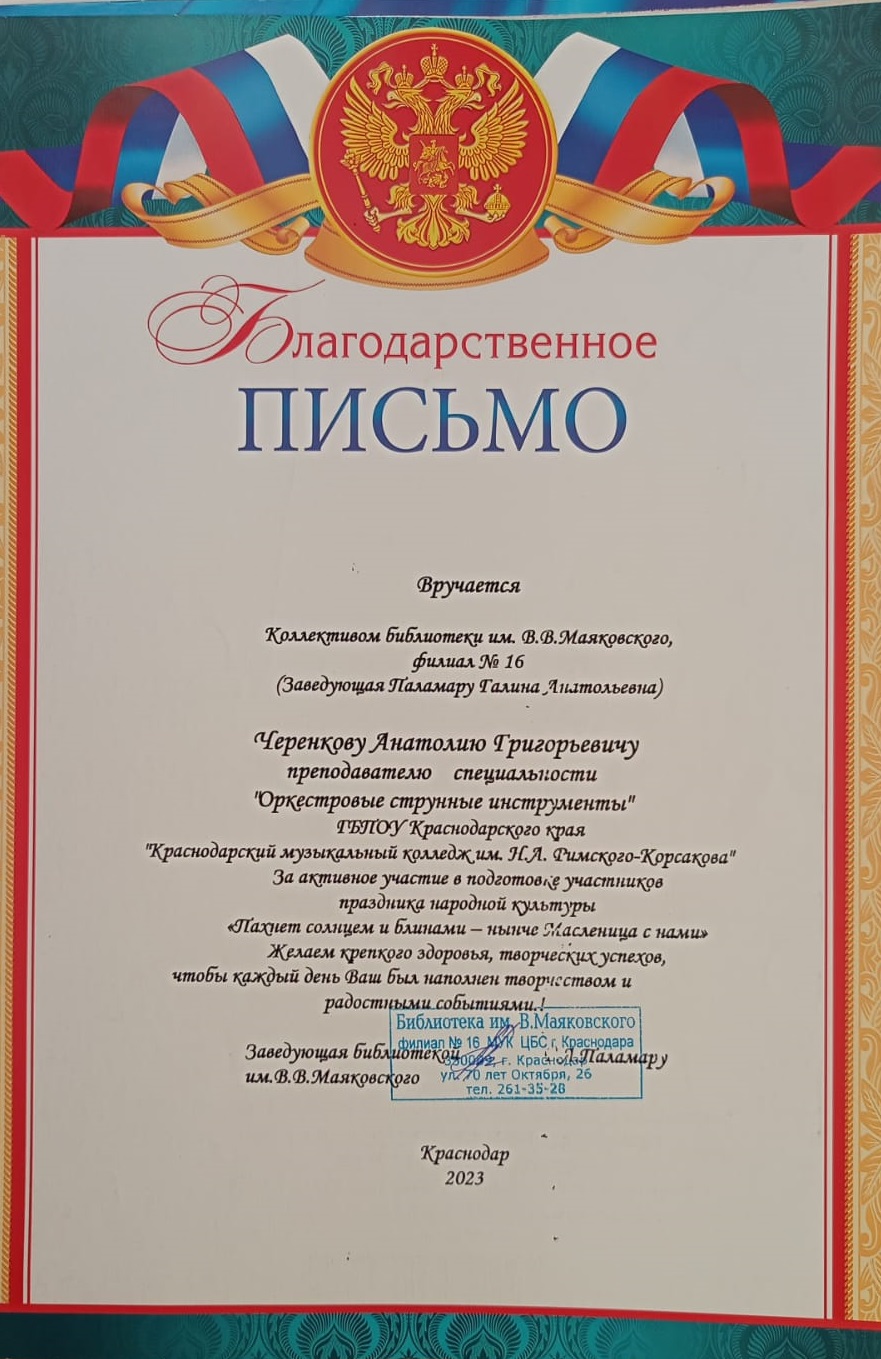 Благодарственное
ПИСЬМО
Вручается
Коллективом библиотеки им. В.В.Маяковского,
филиал № 16
(Заведующая Паламару Галина Анатольевна)
Черенкову Анатолию Григорьевичу
преподавателю специальности
"Оркестровые струнные инструменты"
ГБПОУ Краснодарского края
"Краснодарский музыкальный колледж им. Н.А. Римского-Корсакова"
За активное участие в подготовке участников
праздника народной культуры
«Пахнет солнцем и блинами – нынче Масленица с нами»
Желаем крепкого здоровья, творческих успехов,
чтобы каждый день Ваш был наполнен творчеством и
радостными событиями.!
Библиотека им. В.Маяковского
филиал № 16 МУК ЦБС г, Краснодара
г. Краснодар
ул. 70 лет Октября, 26
тел. 261-35-28
Заведующая библиотекой Паламару
им.В.В.Маяковского
Краснодар
2023